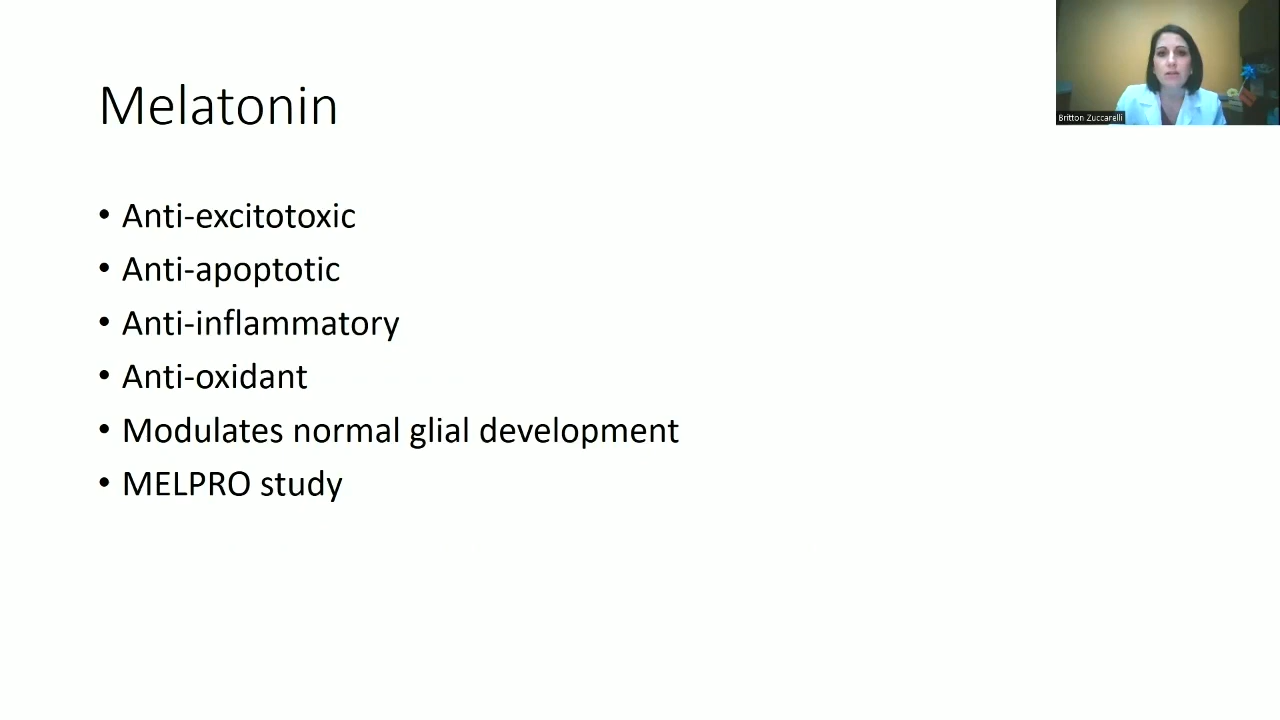 Melatonin
• Anti-excitotoxic
• Anti-apoptotic
• Anti-inflammatory
• Anti-oxidant
• Modulates normal glial development
• MELPRO study
Britton Zuccarelli